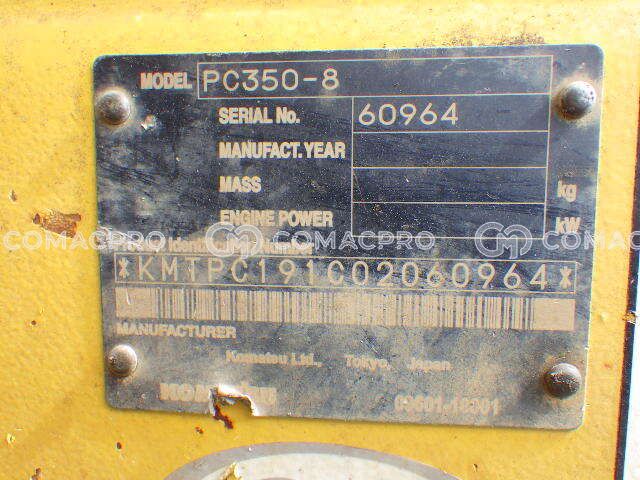 MODEL PC350-8
SERIAL No. 60964
MANUFACT. YEAR
MASS kg
ENGINE POWER kW
COMACPRO COMACPRO COMACPRO
*KMTPC191C02060964*
MANUFACTURER
Komatsu Ltd., Tokyo, Japan